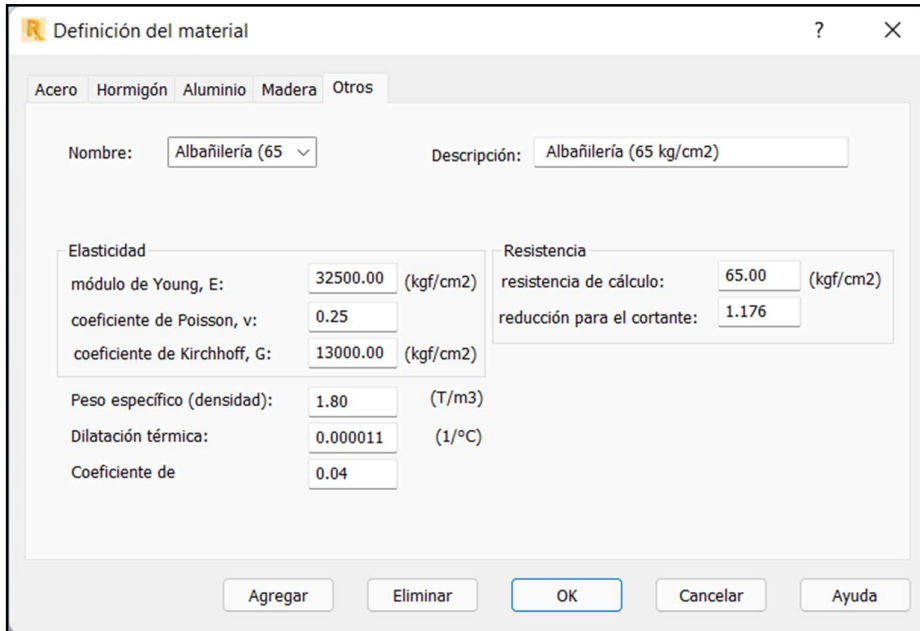 Definición del material ?
Acero Hormigón Aluminio Madera Otros
Nombre: Albañilería (65 Descripción: Albañilería (65 kg/cm2)
Elasticidad
módulo de Young, E: 32500.00 (kgf/cm2)
coeficiente de Poisson, v: 0.25
coeficiente de Kirchhoff, G: 13000.00 (kgf/cm2)
Resistencia
resistencia de cálculo: 65.00 (kgf/cm2)
reducción para el cortante: 1.176
Peso específico (densidad): 1.80 (T/m3)
Dilatación térmica: 0.000011 (1/°C)
Coeficiente de 0.04
Agregar Eliminar OK Cancelar Ayuda